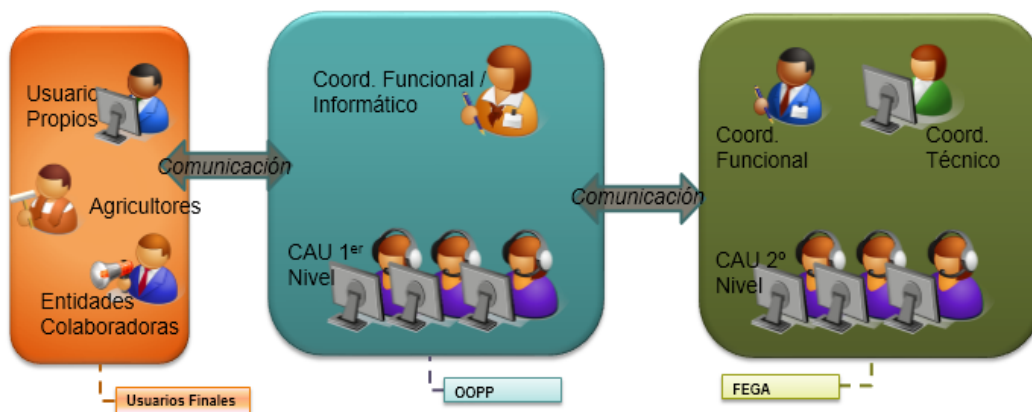 Usuarios
Propios
Agricultores
Entidades
Colaboradoras
Usuarios Finales
Comunicación
Coord. Funcional /
Informático
CAU 1er
Nivel
OOPP
Comunicación
Coord.
Funcional
Coord.
Técnico
CAU 2º
Nivel
FEGA